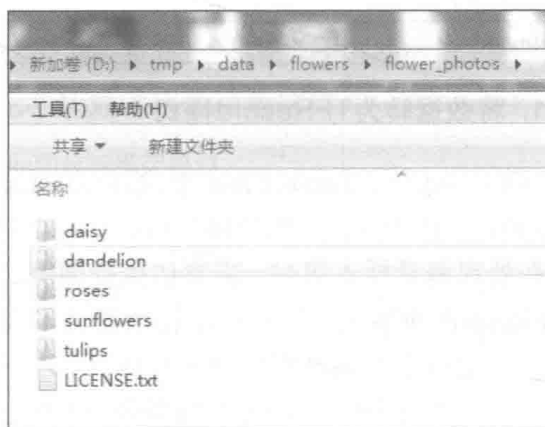 新加卷 (D:) ▸ tmp ▸ data ▸ flowers ▸ flower_photos ▸
工具(T) 帮助(H)
共享 ▼ 新建文件夹
名称
daisy
dandelion
roses
sunflowers
tulips
LICENSE.txt